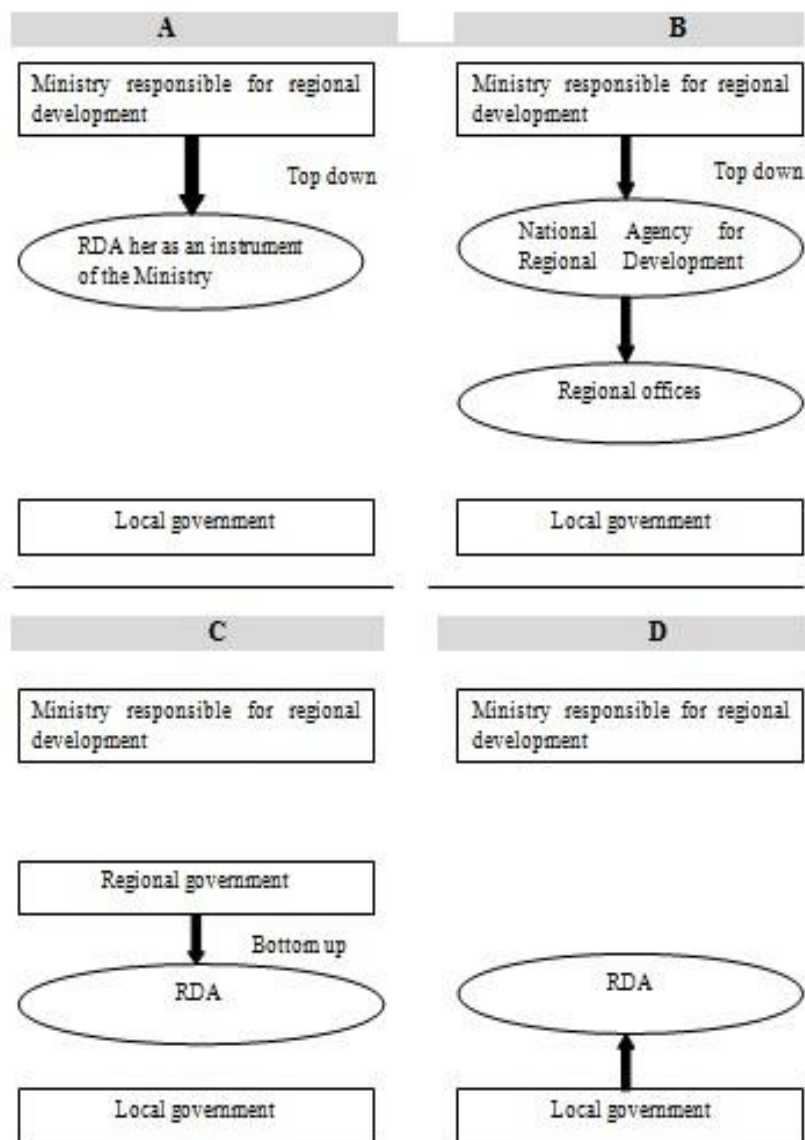 A
Ministry responsible for regional
development
Top down
RDA her as an instrument
of the Ministry
Local government
B
Ministry responsible for regional
development
Top down
National Agency for
Regional Development
Regional offices
Local government
C
Ministry responsible for regional
development
Regional government
Bottom up
RDA
Local government
D
Ministry responsible for regional
development
RDA
Local government